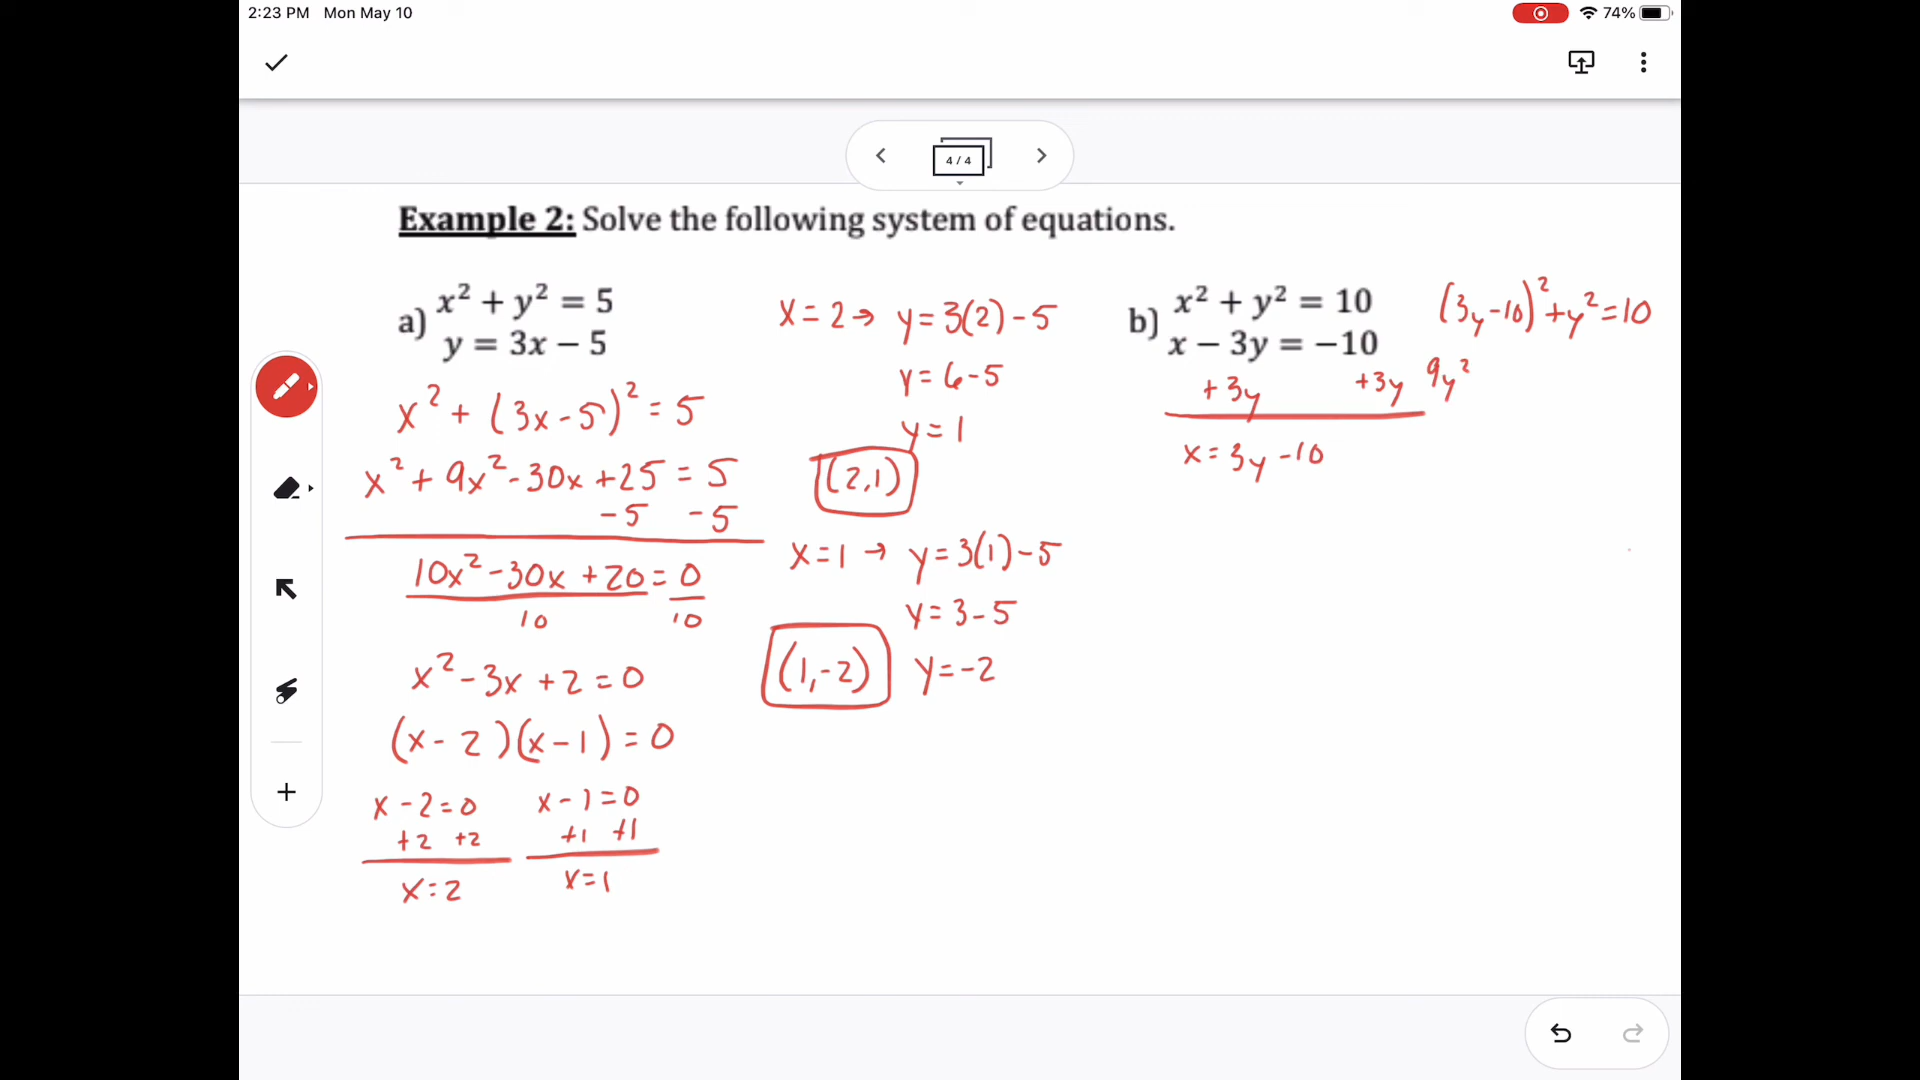 2:23 PM Mon May 10
74%
4 / 4
Example 2: Solve the following system of equations.
a) x² + y² = 5
y = 3x − 5
x² + (3x-5)² = 5
x² + 9x² - 30x + 25 = 5
-5 -5
10x² - 30x + 20 = 0
10 10
x² - 3x + 2 = 0
(x - 2)(x - 1) = 0
x - 2 = 0
+2 +2
x = 2
x - 1 = 0
+1 +1
x = 1
x = 2 → y = 3(2) - 5
y = 6 - 5
y = 1
(2,1)
x = 1 → y = 3(1) - 5
y = 3 - 5
(1,-2) y = -2
b) x² + y² = 10
x − 3y = −10
+3y +3y
x = 3y - 10
(3y-10)² + y² = 10
9y²